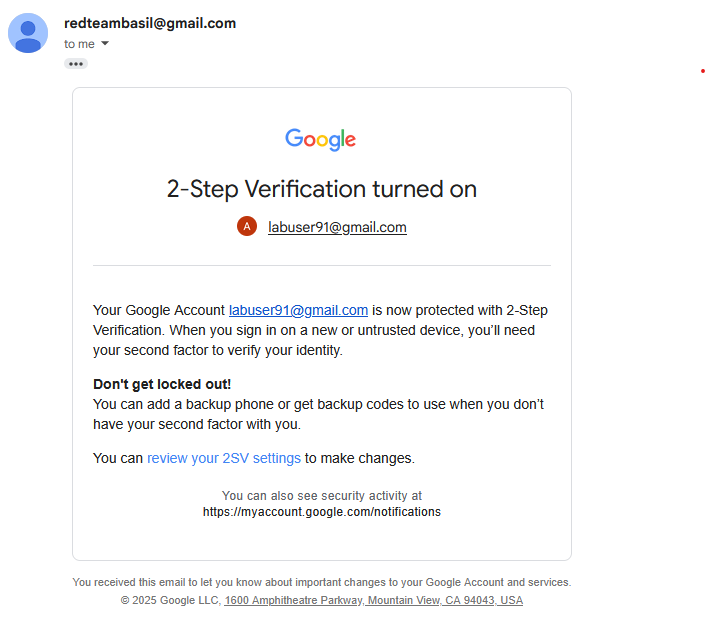 redteambasil@gmail.com
to me
Google
2-Step Verification turned on
A labuser91@gmail.com
Your Google Account labuser91@gmail.com is now protected with 2-Step
Verification. When you sign in on a new or untrusted device, you’ll need
your second factor to verify your identity.
Don't get locked out!
You can add a backup phone or get backup codes to use when you don’t
have your second factor with you.
You can review your 2SV settings to make changes.
You can also see security activity at
https://myaccount.google.com/notifications
You received this email to let you know about important changes to your Google Account and services.
© 2025 Google LLC, 1600 Amphitheatre Parkway, Mountain View, CA 94043, USA